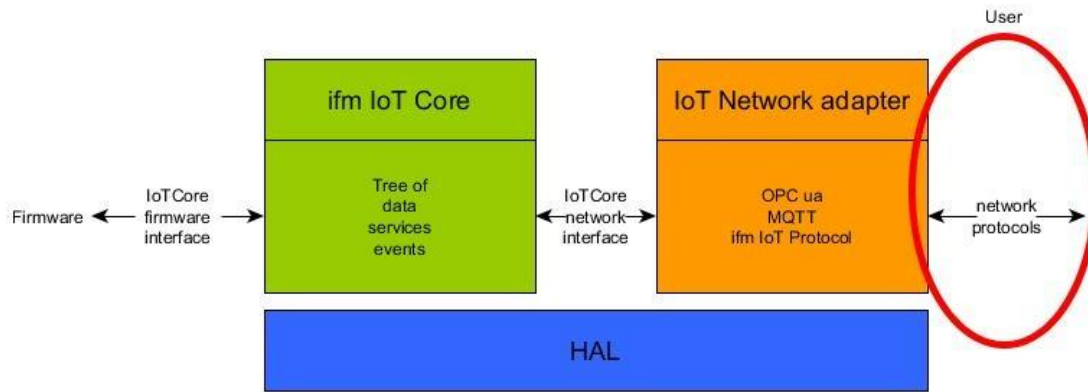 User
ifm IoT Core
IoT Network adapter
Firmware
IoTCore
firmware
interface
Tree of
data
services
events
IoTCore
network
interface
OPC ua
MQTT
ifm IoT Protocol
network
protocols
HAL